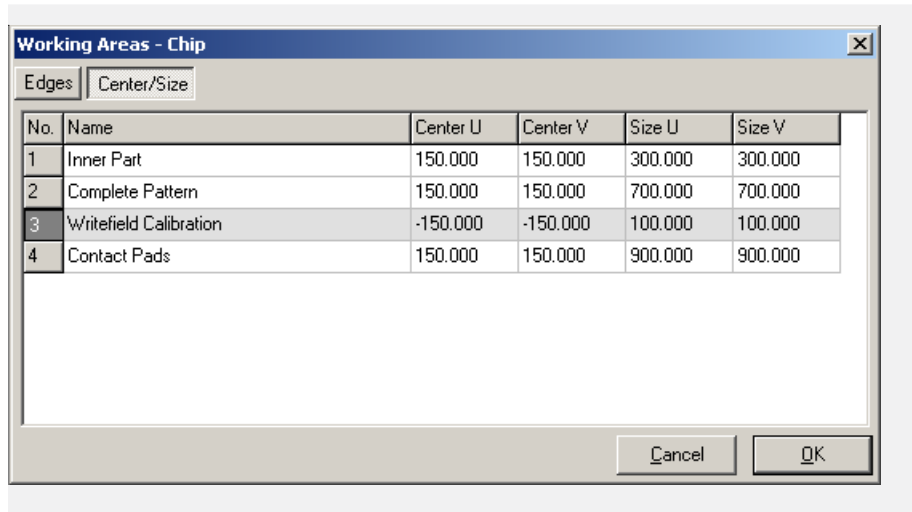 Working Areas - Chip
Edges Center/Size
No. Name Center U Center V Size U Size V
1 Inner Part 150.000 150.000 300.000 300.000
2 Complete Pattern 150.000 150.000 700.000 700.000
3 Writefield Calibration -150.000 -150.000 100.000 100.000
4 Contact Pads 150.000 150.000 900.000 900.000
Cancel OK